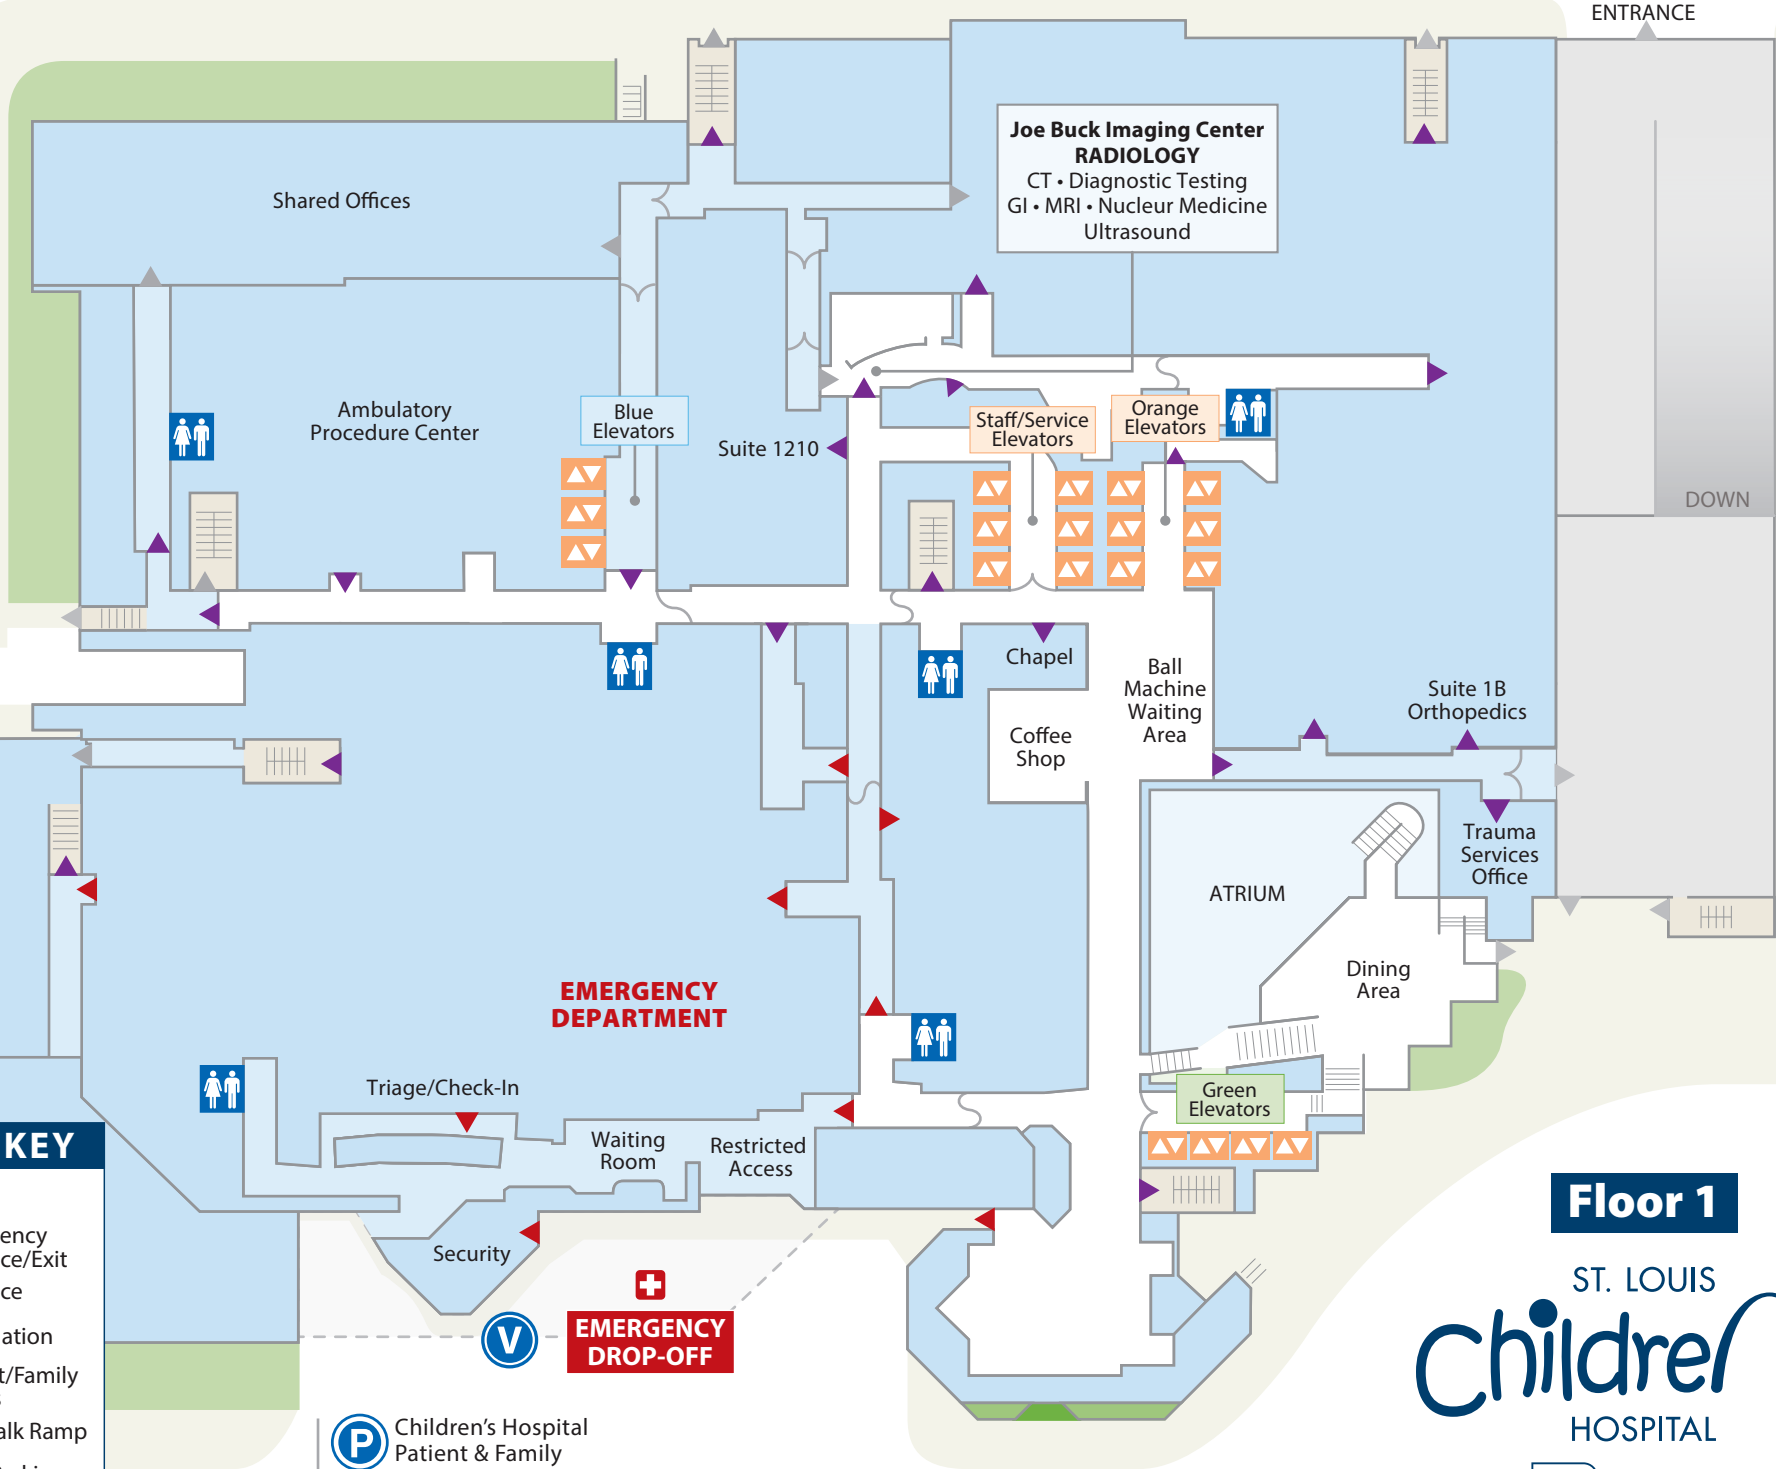 ENTRANCE
Joe Buck Imaging Center
RADIOLOGY
CT • Diagnostic Testing
GI • MRI • Nucleur Medicine
Ultrasound
Shared Offices
Ambulatory
Procedure Center
Blue
Elevators
Suite 1210
Staff/Service
Elevators
Orange
Elevators
DOWN
Chapel
Ball
Machine
Waiting
Area
Coffee
Shop
Suite 1B
Orthopedics
Trauma
Services
Office
ATRIUM
Dining
Area
EMERGENCY
DEPARTMENT
Triage/Check-In
Green
Elevators
Waiting
Room
Restricted
Access
Security
KEY
ency
ce/Exit
ce
ation
t/Family
alk Ramp
V
EMERGENCY
DROP-OFF
P
Children's Hospital
Patient & Family
Floor 1
ST. LOUIS
Children
HOSPITAL